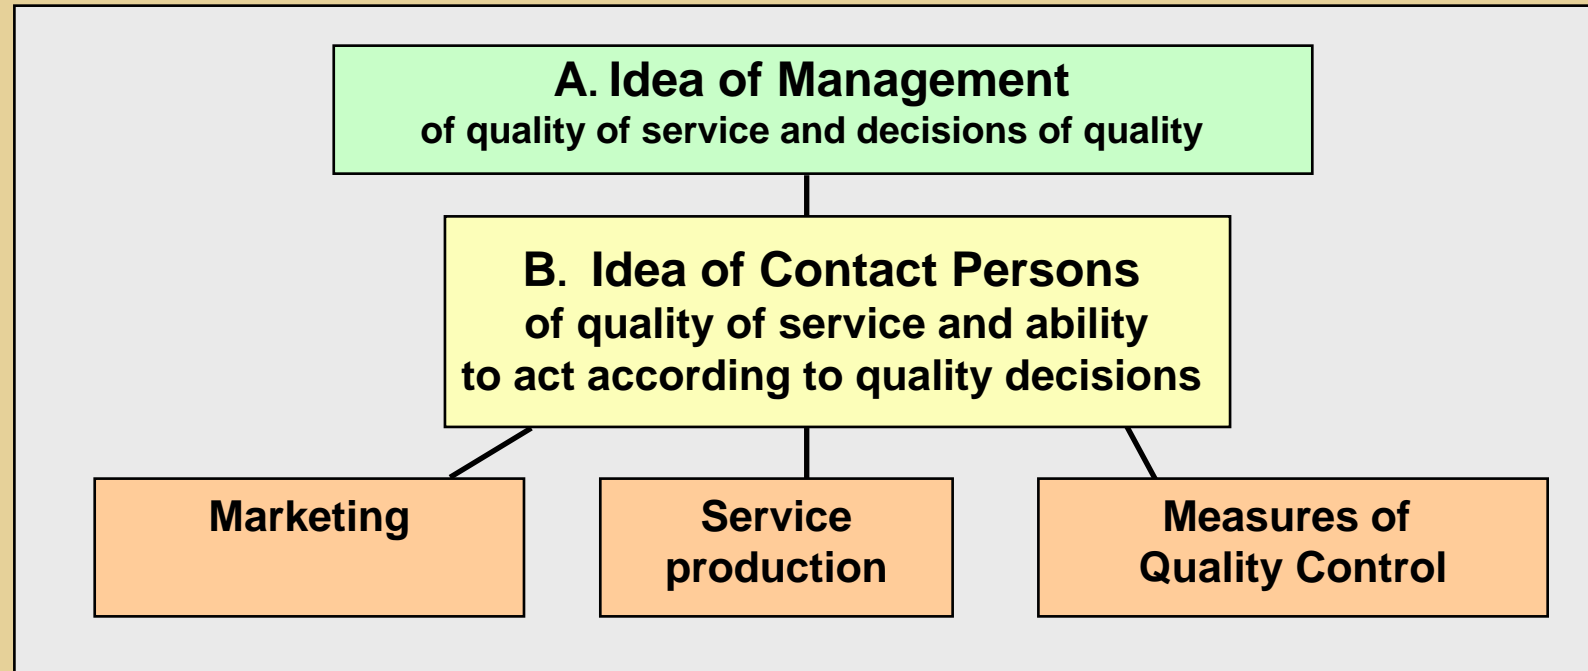 A. Idea of Management
of quality of service and decisions of quality
B. Idea of Contact Persons
of quality of service and ability
to act according to quality decisions
Marketing
Service
production
Measures of
Quality Control